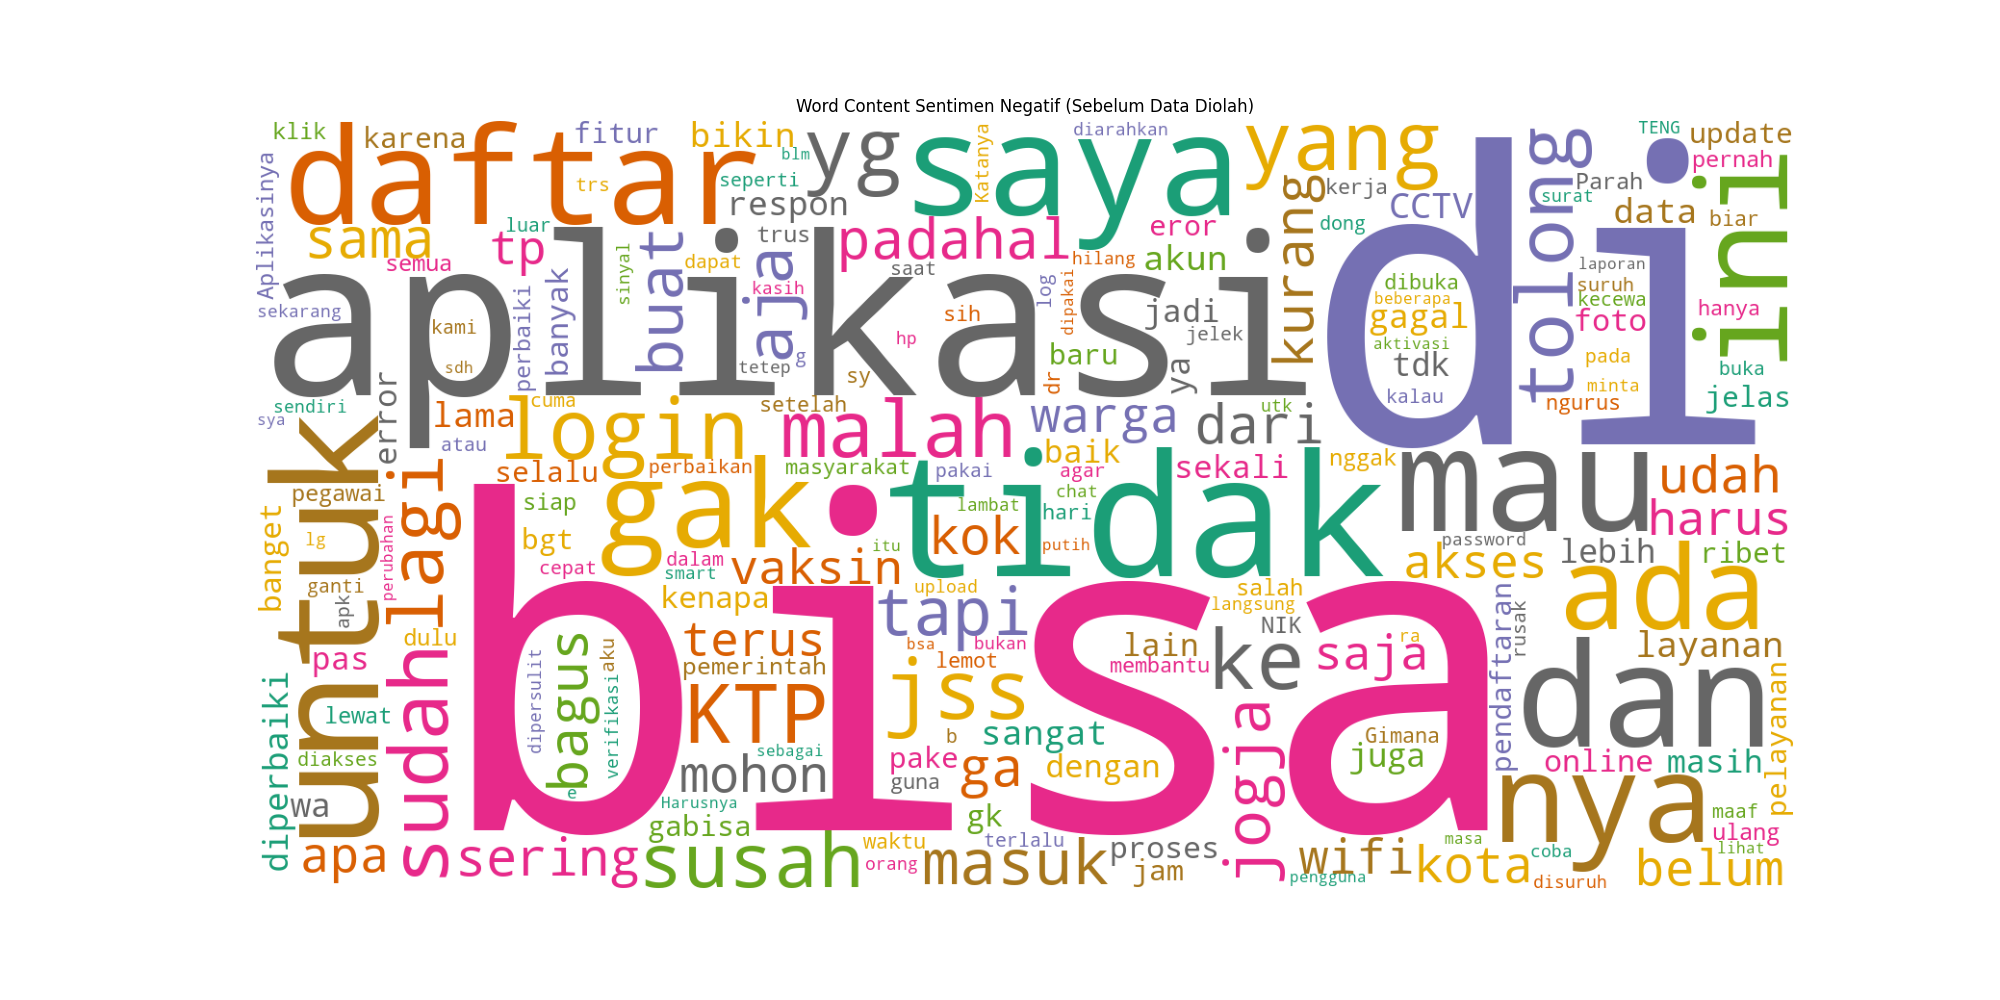 Word Content Sentimen Negatif (Sebelum Data Diolah)
klik
karena
fitur
bikin
blm
yg
saya
Katanya
diarahkan
yang
tolong
TENG
update
pernah
ini
daftar
trs
seperti
respon
kerja
Parah
surat
data
biar
CCTV
dong
kurang
Aplikasinya
sama
luar
tp
semua
sinyal
buat
dapat
trus
aja
kasih
padahal
saat
eror
akun
hilang
log
dipakai
laporan
suruh
kecewa
foto
hanya
dibuka
beberapa
gagal
aktivasi
tdk
kalau
di
aplikasi
sekarang
kami
sdh
perbaiki
banyak
tetep
g
hp
sih
sy
jadi
jelek
baru
dr
ya
pada
minta
ngurus
buka
jelas
sendiri
sya
error
lama
atau
cuma
login
setelah
malah
warga
utk
dari
baik
untuk
pegawai
lagi
selalu
perbaikan
masyarakat
pakai
agar
sekali
nggak
mau
udah
harus
siap
gak
tidak
lambat
chat
hari
banget
lg
perubahan
bgt
cepat
dalam
smart
itu
kok
putih
password
akses
lebih
ribet
ganti
apk
vaksin
kenapa
upload
salah
langsung
ada
bisa
dulu
pas
sudah
terus
tapi
bsa
bukan
lain
NIK
ke
saja
ra
rusak
pendaftaran
layanan
pemerintah
lemot
membantu
diperbaiki
lewat
diakses
dipersulit
bagus
verifikasi
aku
KTP
jss
dan
pelayanan
sebagai
b
sangat
jogja
Gimana
juga
online
masih
wa
e
mohon
pake
guna
ga
dengan
nya
Harusnya
gabisa
gk
maaf
ulang
lihat
apa
sering
susah
waktu
orang
terlalu
masuk
proses
jam
pengguna
wifi
masa
kota
coba
disuruh
belum